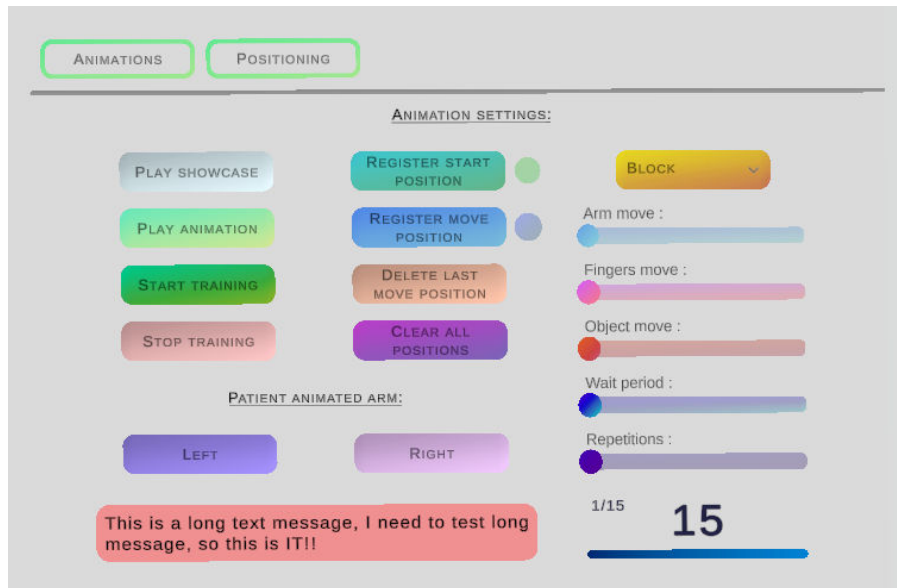 ANIMATIONS
POSITIONING
ANIMATION SETTINGS:
PLAY SHOWCASE
PLAY ANIMATION
START TRAINING
STOP TRAINING
REGISTER START
POSITION
REGISTER MOVE
POSITION
DELETE LAST
MOVE POSITION
CLEAR ALL
POSITIONS
BLOCK
Arm move :
Fingers move :
Object move :
Wait period :
Repetitions :
PATIENT ANIMATED ARM:
LEFT
RIGHT
This is a long text message, I need to test long
message, so this is IT!!
1/15
15